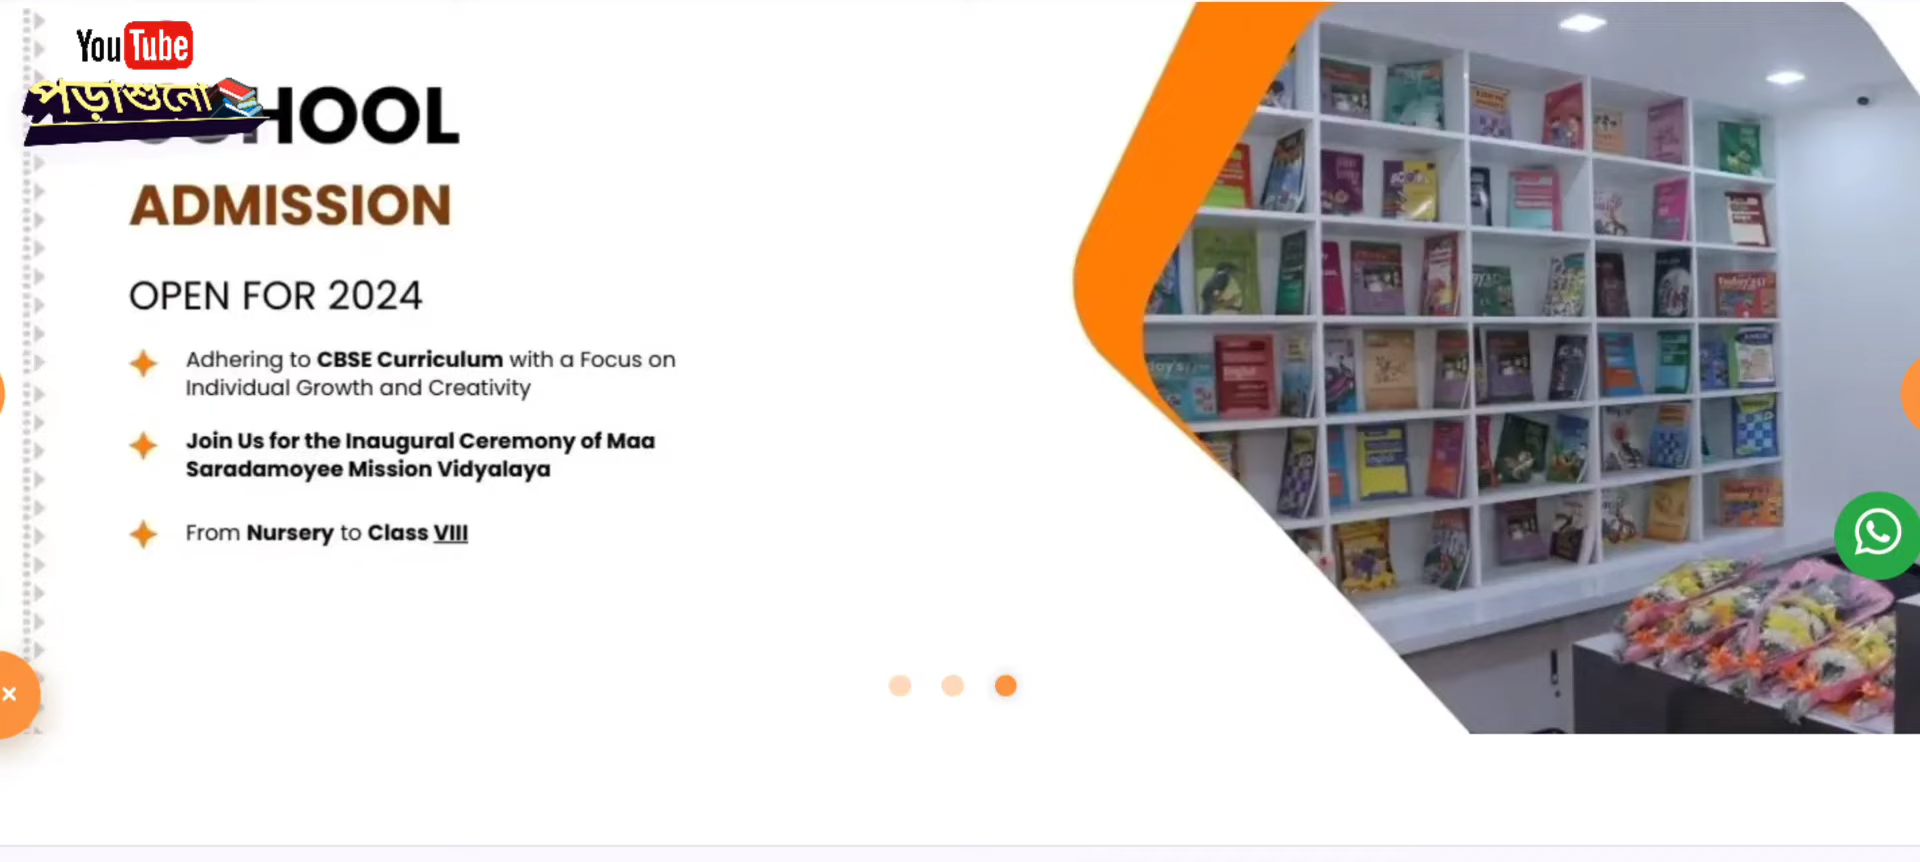 YouTube
পড়াশুনো
SCHOOL
ADMISSION
OPEN FOR 2024
Adhering to CBSE Curriculum with a Focus on
Individual Growth and Creativity
Join Us for the Inaugural Ceremony of Maa
Saradamoyee Mission Vidyalaya
From Nursery to Class VIII